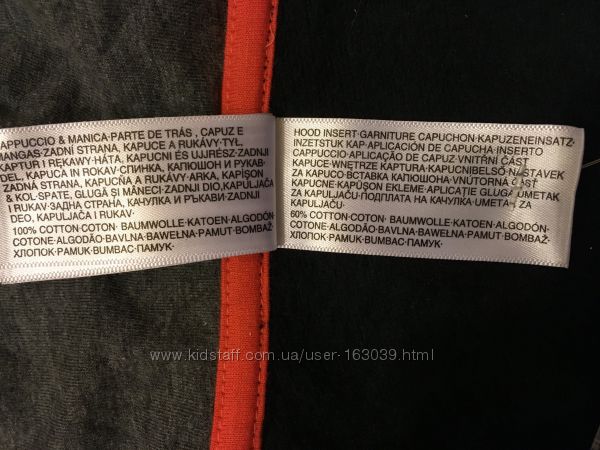 APPUCCIO & MANICA·PARTE DE TRÁS , CAPUZ E
MANGAS·ZADNÍ STRANA, KAPUCE A RUKÁVY·TYŁ,
KAPTUR I RĘKAWY·HÁTA, KAPUCNI ÉS UJJRÉSZ·ZADNJI
DEL, KAPUCA IN ROKAV·СПИНКА, КАПЮШОН И РУКАВ·
ZADNÁ STRANA, KAPUCŇA A RUKÁVY·ARKA, KAPİŞON
& KOL·SPATE, GLUGĂ ȘI MÂNECI·ZADNJI DIO,KAPULJAČA
I RUKAV·ЗАДНА СТРАНА, КАЧУЛКА И РЪКАВИ·ZADNJI
DEO, KAPULJAČA I RUKAV·
100% COTTON·COTON· BAUMWOLLE·KATOEN·ALGODÓN·
COTONE·ALGODÃO·BAVLNA·BAWEŁNA·PAMUT·BOMBAŽ·
ХЛОПОК·PAMUK·BUMBAC·ПАМУК·
HOOD INSERT·GARNITURE CAPUCHON·KAPUZENEINSATZ·
INZETSTUK KAP·APLICACIÓN DE CAPUCHA·INSERTO
CAPPUCCIO·APLICAÇÃO DE CAPUZ·VNITŘNÍ ČÁST
KAPUCE·WNĘTRZE KAPTURA·KAPUCNIBELSŐ·NASTAVEK
ZA KAPUCO·ВСТАВКА КАПЮШОНА·VNÚTORNÁ ČASŤ
KAPUCNE·KAPÜŞON EKLEME·APLICAȚIE GLUGĂ·UMETAK
ZA KAPULJAČU·ПОДПЛАТА НА КАЧУЛКА·UMETAK ZA
KAPULJAČU·
60% COTTON·COTON· BAUMWOLLE·KATOEN·ALGODÓN·
COTONE·ALGODÃO·BAVLNA·BAWEŁNA·PAMUT·BOMBAŽ·
ХЛОПОК·PAMUK·BUMBAC·ПАМУК·
www.kidstaff.com.ua/user-163039.html